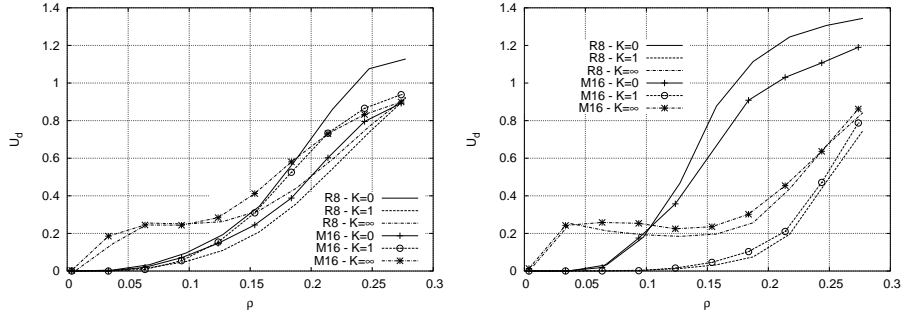 1.4
1.2
1
0.8
0.6
0.4
0.2
0
U_d
0 0.05 0.1 0.15 0.2 0.25 0.3
ρ
R8 - K=0
R8 - K=1
R8 - K=∞
M16 - K=0
M16 - K=1
M16 - K=∞
1.4
1.2
1
0.8
0.6
0.4
0.2
0
U_d
0 0.05 0.1 0.15 0.2 0.25 0.3
ρ
R8 - K=0
R8 - K=1
R8 - K=∞
M16 - K=0
M16 - K=1
M16 - K=∞